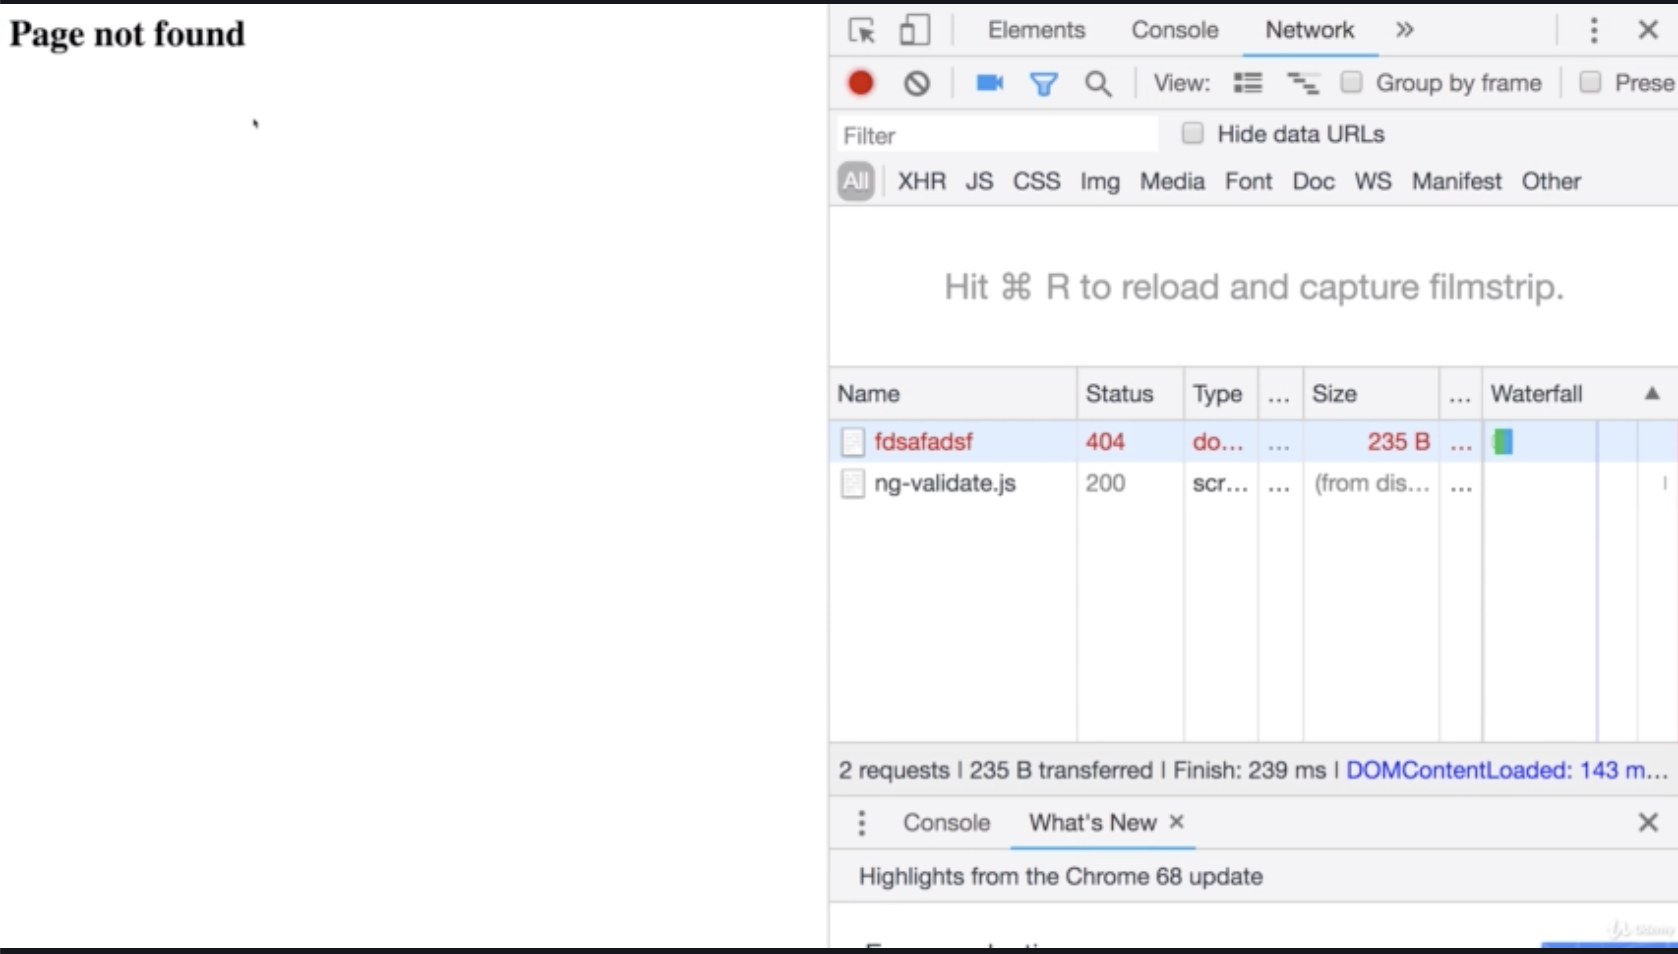 Page not found
Elements Console Network »
View: Group by frame Prese
Filter Hide data URLs
All XHR JS CSS Img Media Font Doc WS Manifest Other
Hit ⌘ R to reload and capture filmstrip.
Name Status Type ... Size ... Waterfall ▲
fdsafadsf 404 do... ... 235 B ...
ng-validate.js 200 scr... ... (from dis... ...
2 requests | 235 B transferred | Finish: 239 ms | DOMContentLoaded: 143 m...
Console What's New ×
Highlights from the Chrome 68 update
Udemy